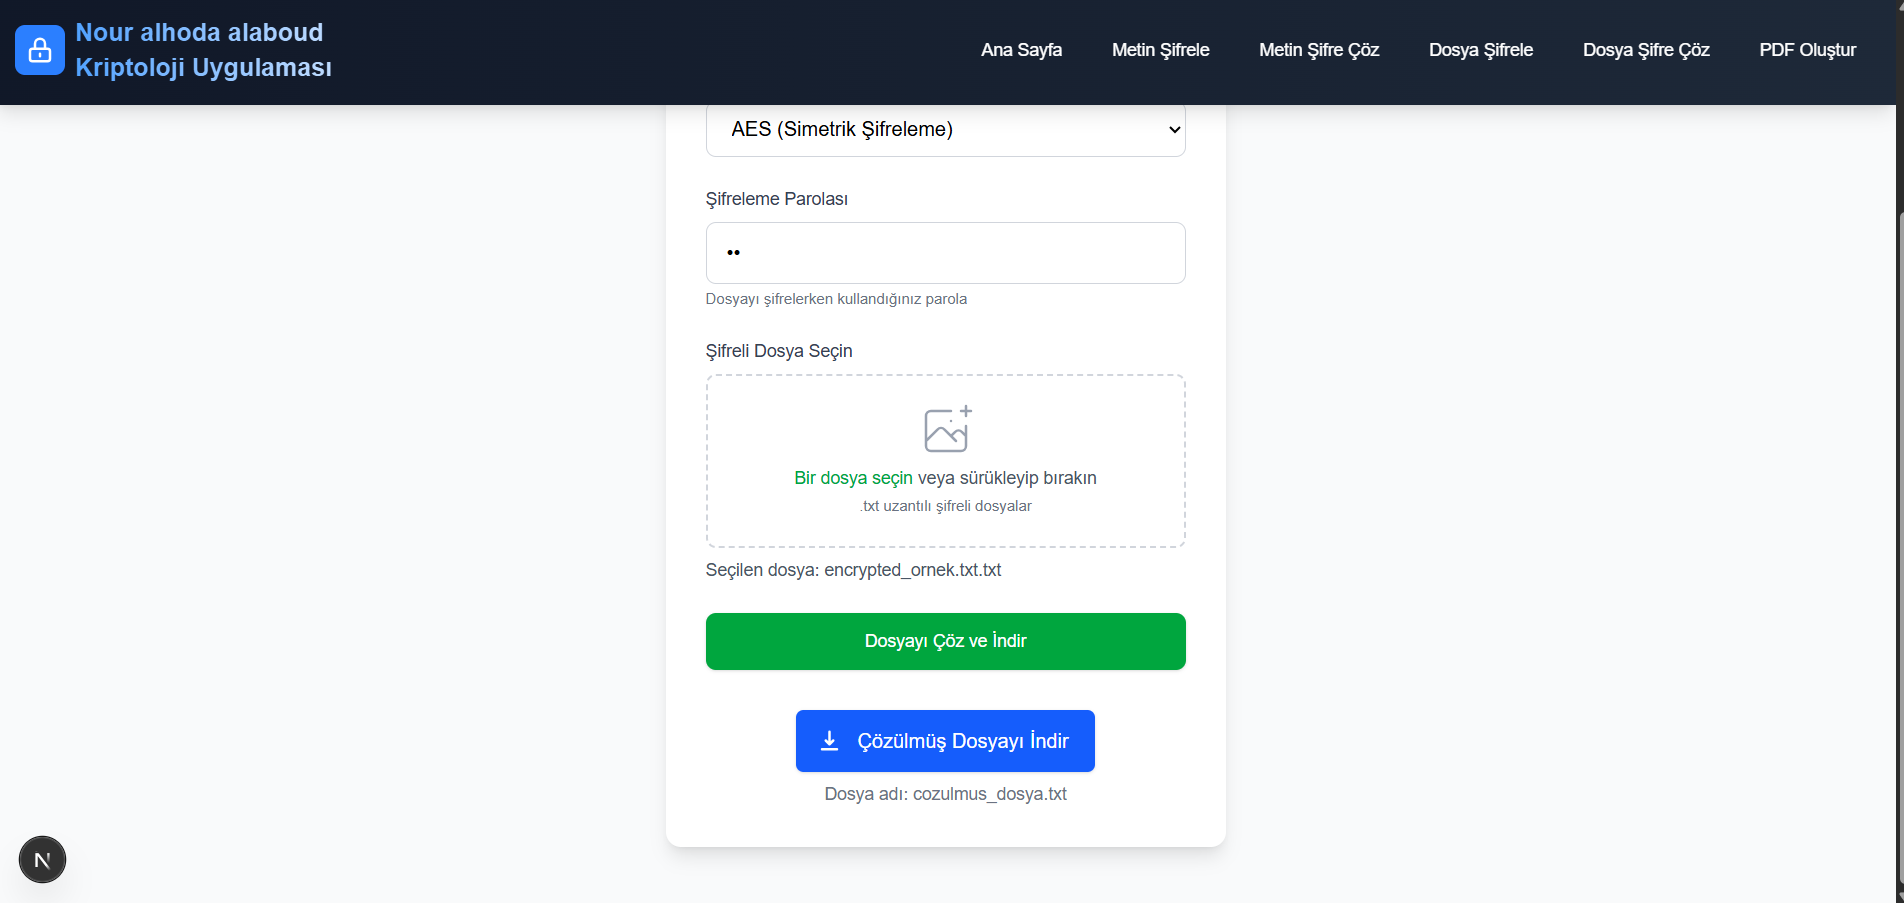 Nour alhoda alaboud
Kriptoloji Uygulaması
Ana Sayfa
Metin Şifrele
Metin Şifre Çöz
Dosya Şifrele
Dosya Şifre Çöz
PDF Oluştur
AES (Simetrik Şifreleme)
Şifreleme Parolası
••
Dosyayı şifrelerken kullandığınız parola
Şifreli Dosya Seçin
Bir dosya seçin veya sürükleyip bırakın
.txt uzantılı şifreli dosyalar
Seçilen dosya: encrypted_ornek.txt.txt
Dosyayı Çöz ve İndir
Çözülmüş Dosyayı İndir
Dosya adı: cozulmus_dosya.txt
N